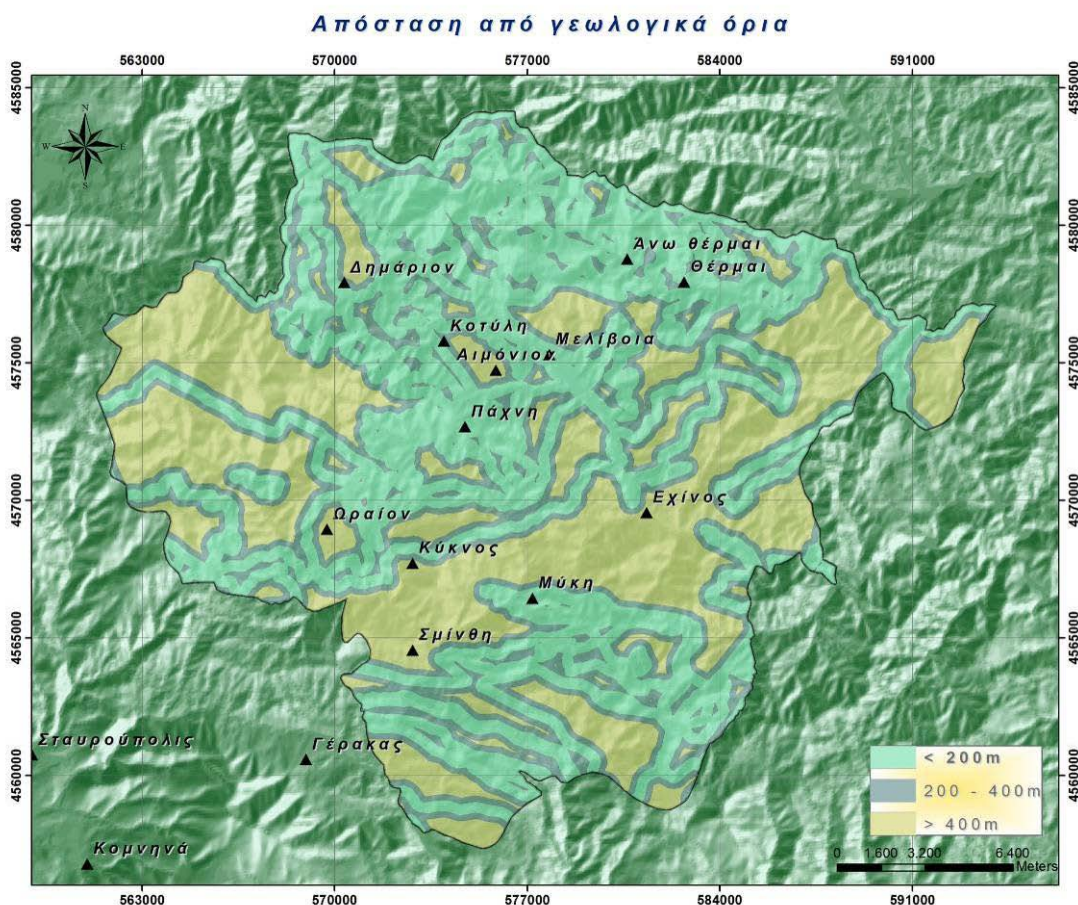 Απόσταση από γεωλογικά όρια
563000 570000 577000 584000 591000
4585000 4585000
N
W E
S
4580000 4580000
Άνω θέρμαι
Θέρμαι
Δημάριον
Κοτύλη
Μελίβοια
Αιμόνιον
4575000 4575000
Πάχνη
Εχίνος
4570000 4570000
Ωραίον
Κύκνος
Μύκη
Σμίνθη
4565000 4565000
Σταυρούπολις
Γέρακας
4560000 4560000
< 200m
200 - 400m
> 400m
Κομνηνά
0 1.600 3.200 6.400
Meters
563000 570000 577000 584000 591000